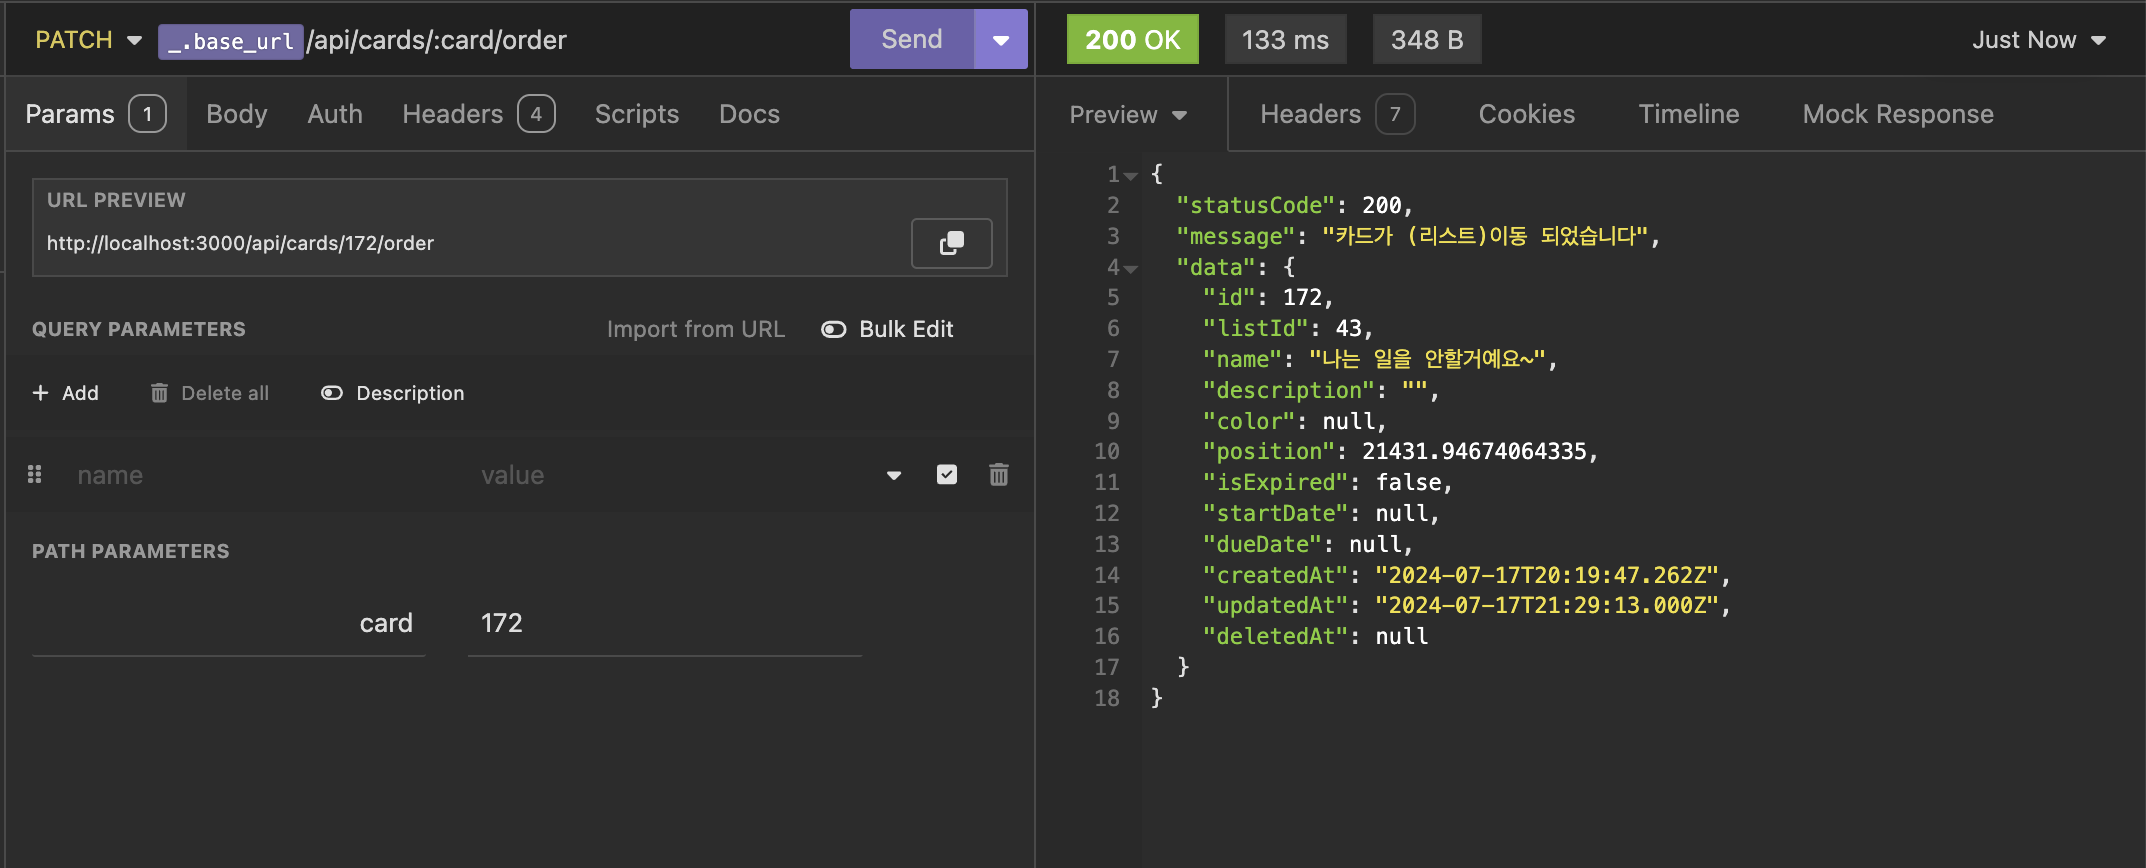 PATCH _.base_url /api/cards/:card/order Send
200 OK 133 ms 348 B Just Now
Params 1 Body Auth Headers 4 Scripts Docs
Preview Headers 7 Cookies Timeline Mock Response
URL PREVIEW
http://localhost:3000/api/cards/172/order
QUERY PARAMETERS Import from URL Bulk Edit
+ Add Delete all Description
name value
PATH PARAMETERS
card 172
1 {
2 "statusCode": 200,
3 "message": "카드가 (리스트)이동 되었습니다",
4 "data": {
5 "id": 172,
6 "listId": 43,
7 "name": "나는 일을 안할거예요~",
8 "description": "",
9 "color": null,
10 "position": 21431.94674064335,
11 "isExpired": false,
12 "startDate": null,
13 "dueDate": null,
14 "createdAt": "2024-07-17T20:19:47.262Z",
15 "updatedAt": "2024-07-17T21:29:13.000Z",
16 "deletedAt": null
17 }
18 }